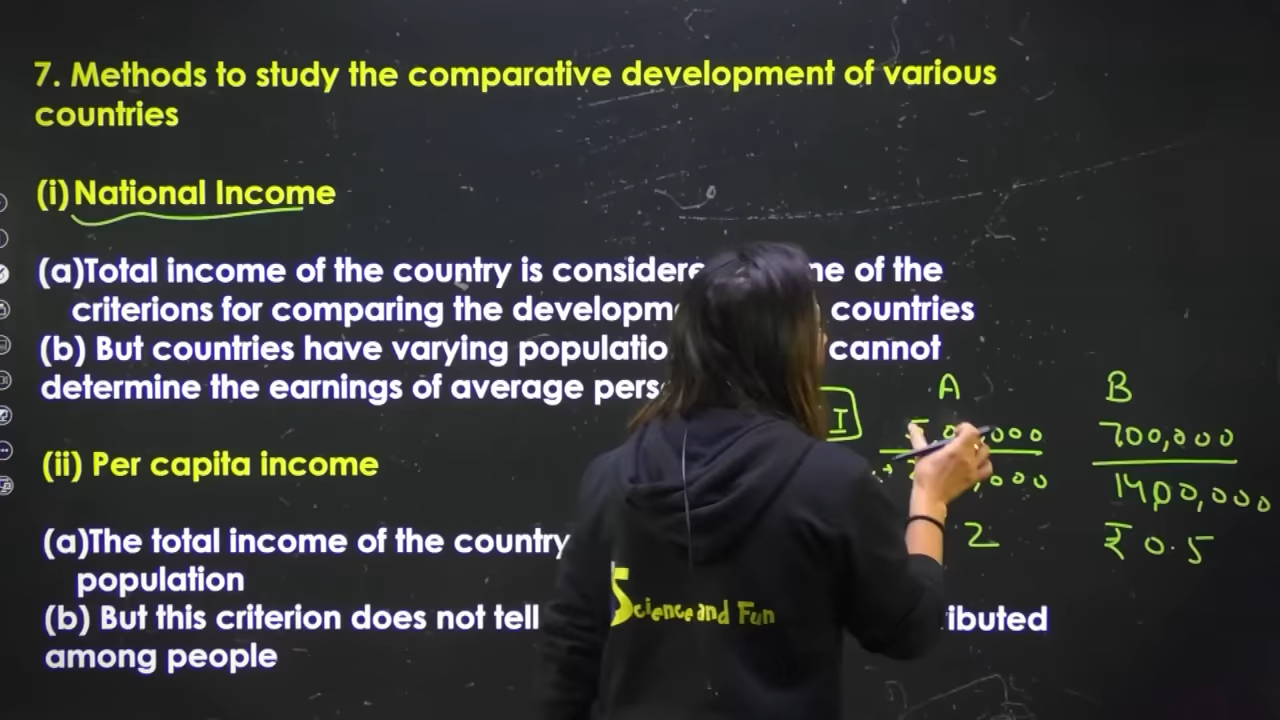 7. Methods to study the comparative development of various
countries
(i) National Income
(a)Total income of the country is considere ne of the
criterions for comparing the developm countries
(b) But countries have varying populatio cannot
determine the earnings of average pers
I A B
700,000
1400,000
2 ₹ 0.5
(ii) Per capita income
(a)The total income of the country
population
(b) But this criterion does not tell ibuted
among people
Science and Fun